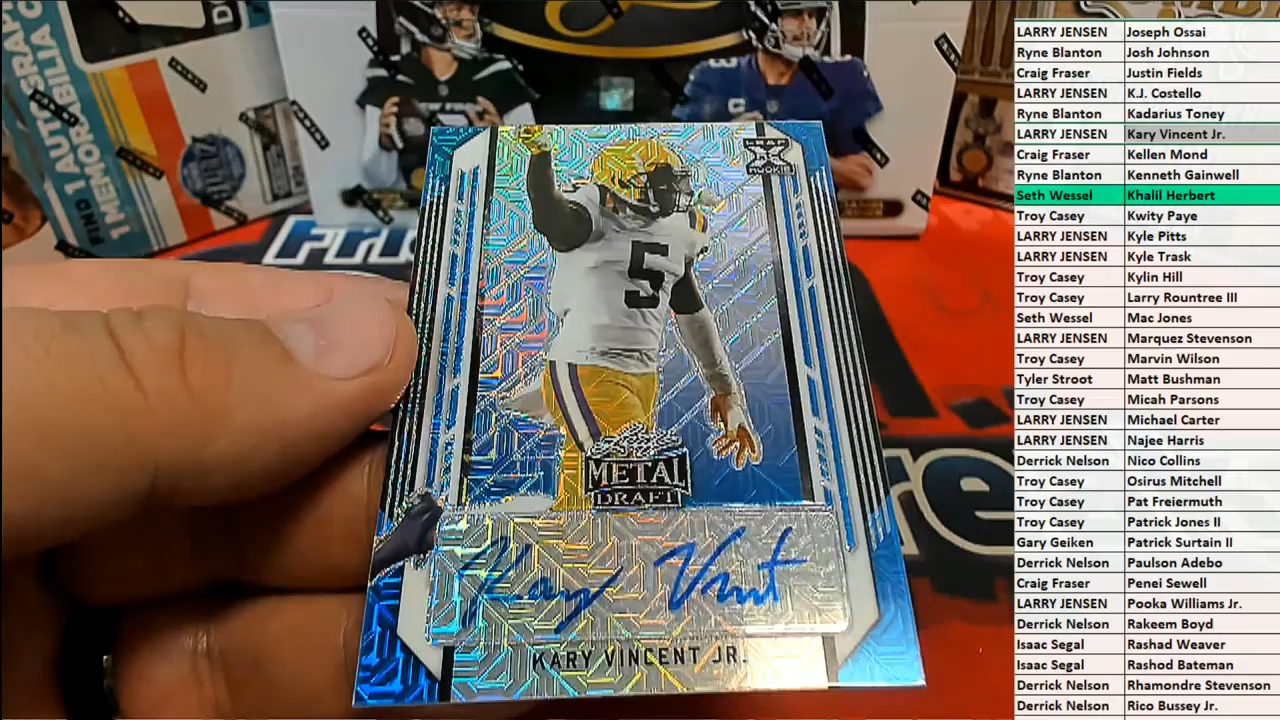 FIND 1 AUTOGRAP
MEMORABILIA C
LEAF
ROOKIE
5
METAL
DRAFT
Kary Vincent
KARY VINCENT JR.
LARRY JENSEN Joseph Ossai
Ryne Blanton Josh Johnson
Craig Fraser Justin Fields
LARRY JENSEN K.J. Costello
Ryne Blanton Kadarius Toney
LARRY JENSEN Kary Vincent Jr.
Craig Fraser Kellen Mond
Ryne Blanton Kenneth Gainwell
Seth Wessel Khalil Herbert
Troy Casey Kwity Paye
LARRY JENSEN Kyle Pitts
LARRY JENSEN Kyle Trask
Troy Casey Kylin Hill
Troy Casey Larry Rountree III
Seth Wessel Mac Jones
LARRY JENSEN Marquez Stevenson
Troy Casey Marvin Wilson
Tyler Stroot Matt Bushman
Troy Casey Micah Parsons
LARRY JENSEN Michael Carter
LARRY JENSEN Najee Harris
Derrick Nelson Nico Collins
Troy Casey Osirus Mitchell
Troy Casey Pat Freiermuth
Troy Casey Patrick Jones II
Gary Geiken Patrick Surtain II
Derrick Nelson Paulson Adebo
Craig Fraser Penei Sewell
LARRY JENSEN Pooka Williams Jr.
Derrick Nelson Rakeem Boyd
Isaac Segal Rashad Weaver
Isaac Segal Rashod Bateman
Derrick Nelson Rhamondre Stevenson
Derrick Nelson Rico Bussey Jr.